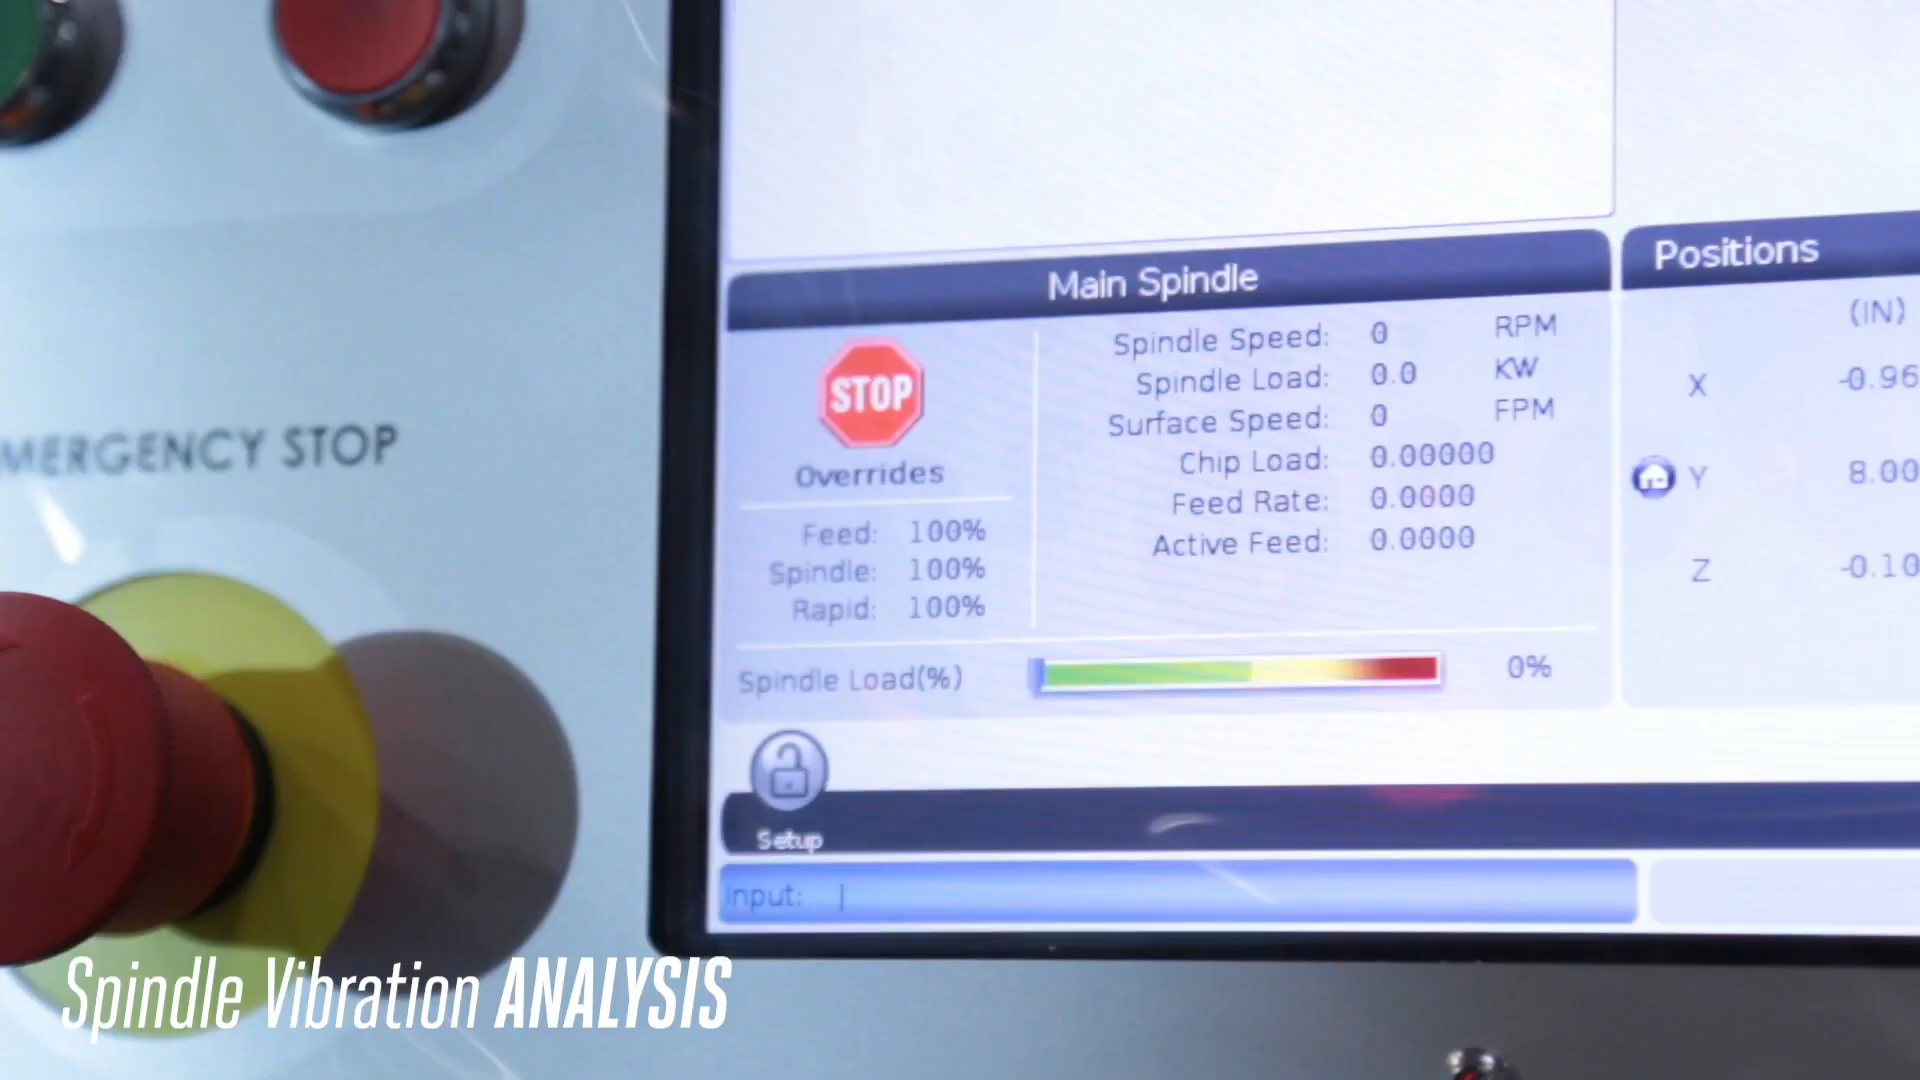 MERGENCY STOP
Main Spindle
STOP
Overrides
Feed: 100%
Spindle: 100%
Rapid: 100%
Spindle Speed: 0 RPM
Spindle Load: 0.0 KW
Surface Speed: 0 FPM
Chip Load: 0.00000
Feed Rate: 0.0000
Active Feed: 0.0000
Spindle Load(%) 0%
Positions
(IN)
X -0.96
Y 8.00
Z -0.10
Setup
Input: |
Spindle Vibration ANALYSIS